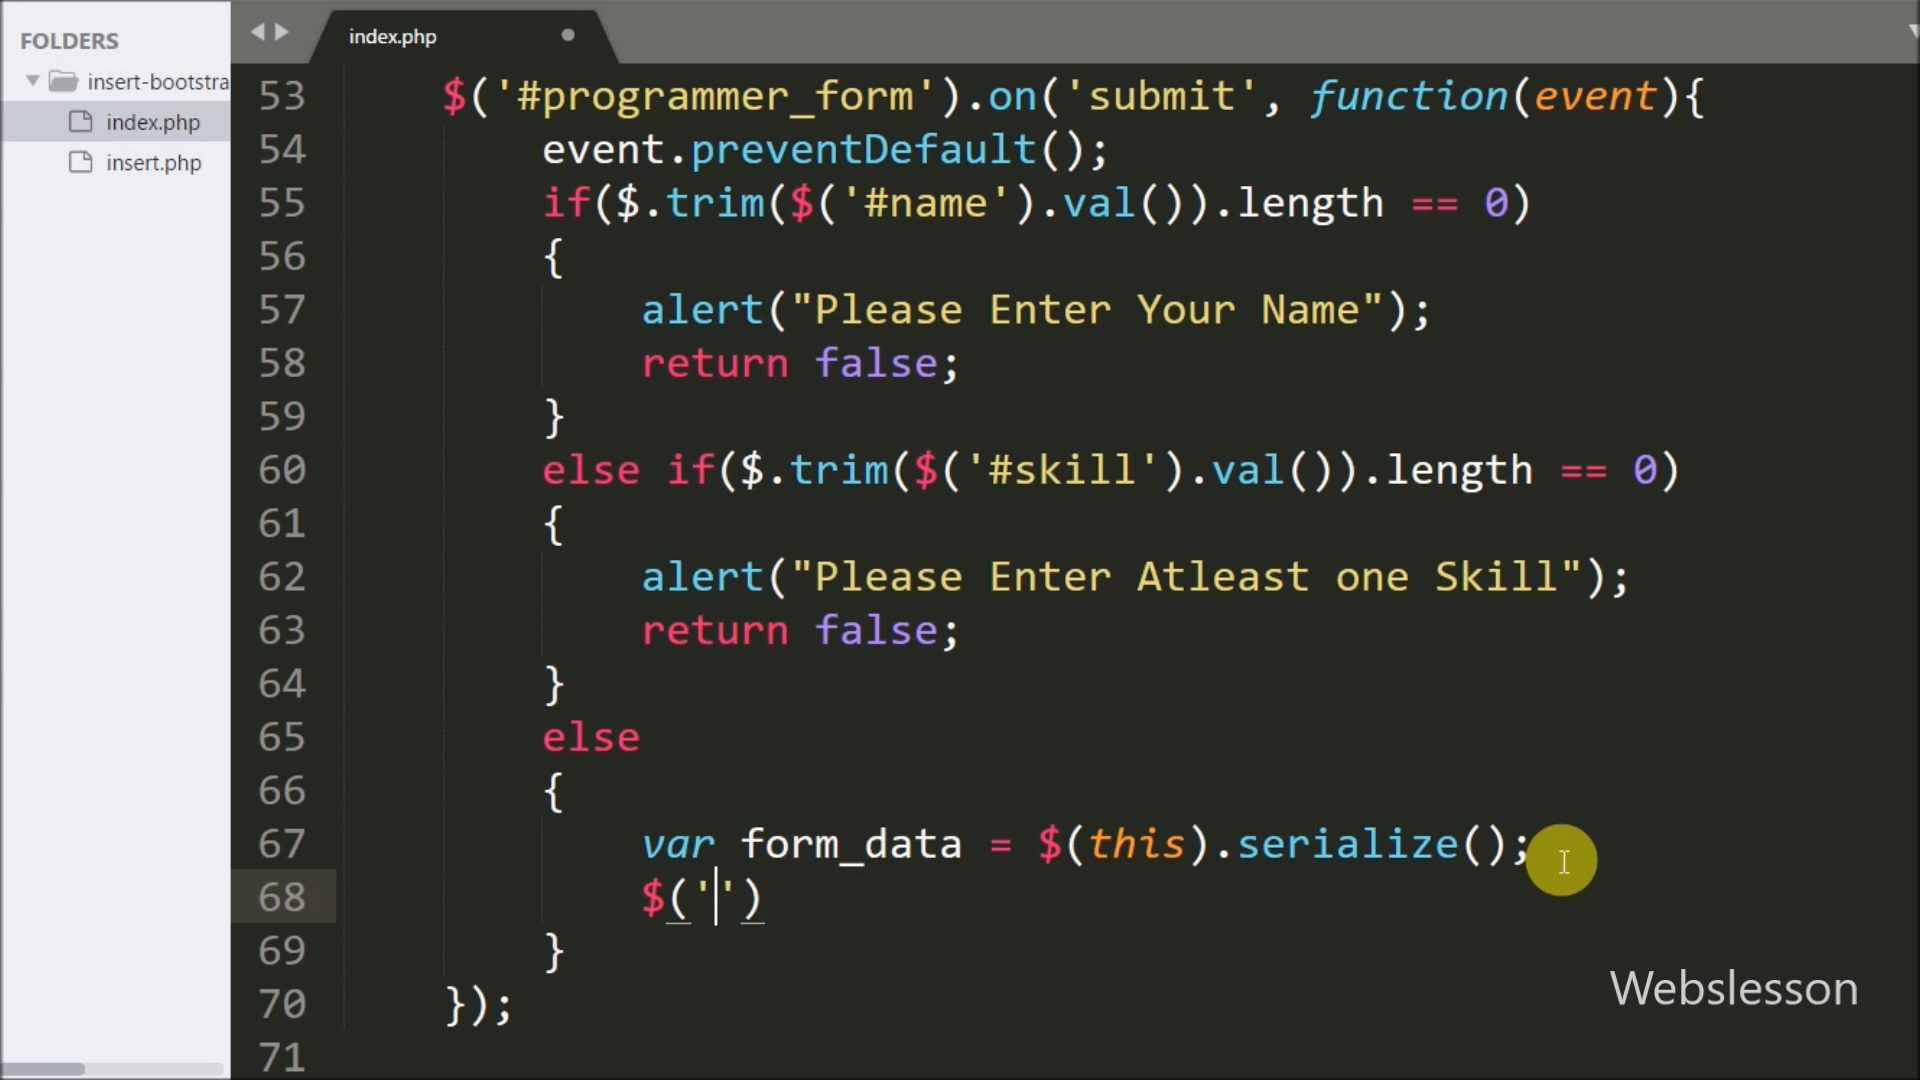 FOLDERS
insert-bootstra
index.php
insert.php
index.php
53 $('#programmer_form').on('submit', function(event){
54 event.preventDefault();
55 if($.trim($('#name').val()).length == 0)
56 {
57 alert("Please Enter Your Name");
58 return false;
59 }
60 else if($.trim($('#skill').val()).length == 0)
61 {
62 alert("Please Enter Atleast one Skill");
63 return false;
64 }
65 else
66 {
67 var form_data = $(this).serialize();
68 $('')
69 }
70 });
71
Webslesson